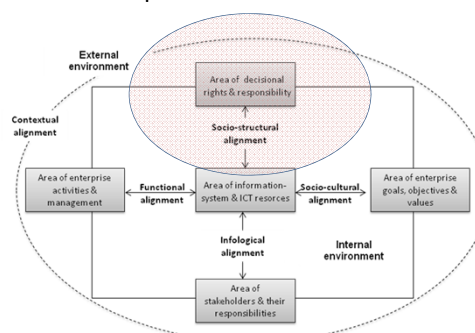 External
environment
Area of decisional
rights & responsibility
Contextual
alignment
Socio-structural
alignment
Area of enterprise
activities &
management
Functional
alignment
Area of information-
system & ICT resorces
Socio-cultural
alignment
Area of enterprise
goals, objectives &
values
Infological
alignment
Internal
environment
Area of
stakeholders & their
responsibilities